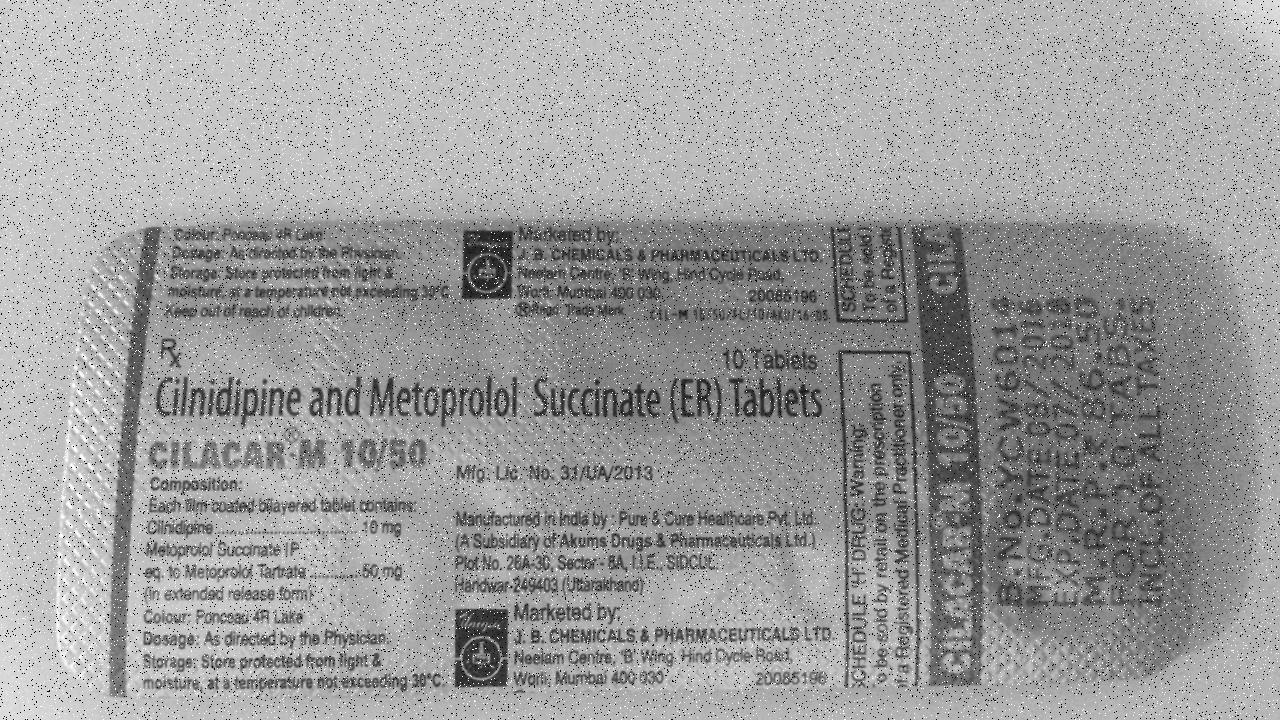 Colour: Ponceau 4R Lake
Dosage: As directed by the Physician.
Storage: Store protected from light &
moisture, at a temperature not exceeding 30°C
Keep out of reach of children.
Marketed by:
J. B. CHEMICALS & PHARMACEUTICALS LTD.
Neelam Centre, 'B' Wing, Hind Cycle Road,
Worli, Mumbai 400 030
20085196
® Regd. Trade Mark
SCHEDULE
To be sold
of a Registe
Rx
10 Tablets
Cilnidipine and Metoprolol Succinate (ER) Tablets
CILACAR®-M 10/50
Composition:
Each film coated bilayered tablet contains:
Cilnidipine .......................... 10 mg
Metoprolol Succinate IP
eq. to Metoprolol Tartrate ............ 50 mg
(in extended release form)
Colour: Ponceau 4R Lake
Dosage: As directed by the Physician.
Storage: Store protected from light &
moisture, at a temperature not exceeding 30°C
Mfg. Lic. No. 31/UA/2013
Manufactured in India by : Pure & Cure Healthcare Pvt. Ltd.
(A Subsidiary of Akums Drugs & Pharmaceuticals Ltd.)
Plot No. 26A-30, Sector - 8A, I.I.E., SIDCUL,
Haridwar-249403 (Uttarakhand)
Marketed by:
J. B. CHEMICALS & PHARMACEUTICALS LTD.
Neelam Centre, 'B' Wing, Hind Cycle Road,
Worli, Mumbai 400 030
20085196
SCHEDULE 'H' DRUG-Warning:
o be sold by retail on the prescription
f a Registered Medical Practitioner only.
CILACAR-M 10/50
CILA
B.No.YCW6014
MFG.DATE 08/2016
EXP.DATE 07/2018
M.R.P.₹ 86.50
FOR 10 TABS.
INCL.OF ALL TAXES